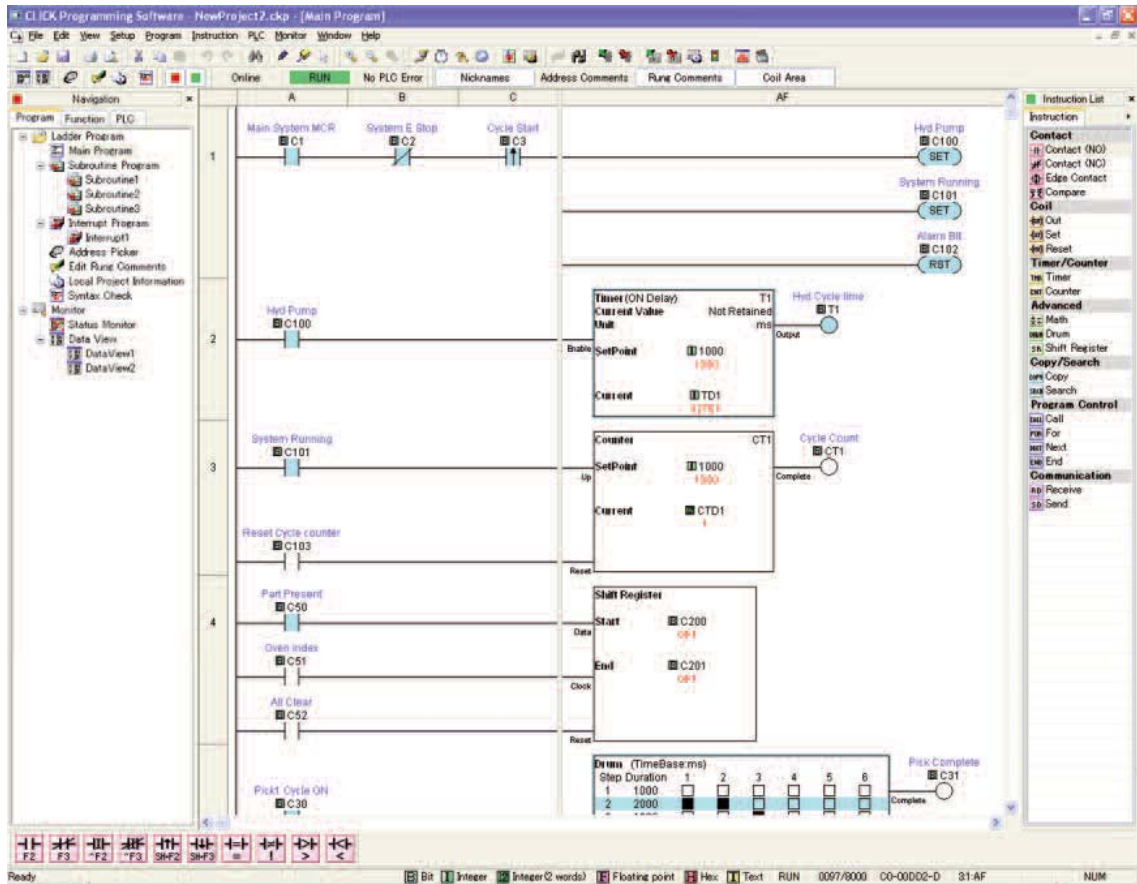 CLICK Programming Software - NewProject2.ckp - [Main Program]
File Edit View Setup Program Instruction PLC Monitor Window Help
Online RUN No PLC Error Nicknames Address Comments Rung Comments Coil Area
Navigation
Program Function PLC
Ladder Program
Main Program
Subroutine Program
Subroutine1
Subroutine2
Subroutine3
Interrupt Program
Interrupt1
Address Picker
Edit Rung Comments
Local Project Information
Syntax Check
Monitor
Status Monitor
Data View
DataView1
DataView2
A B C AF
1
Main System MCR System E Stop Cycle Start Hyd Pump
C1 C2 C3 C100
SET
System Running
C101
SET
Alarm Bit
C102
RST
2
Hyd Pump
C100
Timer (ON Delay) T1
Current Value Not Retained
Unit ms
Enable SetPoint 1000
1000
Current TD1
Hyd Cycle time
T1
Output
3
System Running
C101
Counter CT1
Up SetPoint 1000
1000
Current CTD1
1
Cycle Count
CT1
Complete
Reset Cycle counter
C103
Reset
4
Part Present
C50
Shift Register
Data Start C200
OFF
Oven index
C51
Clock End C201
OFF
All Clear
C52
Reset
Pick1 Cycle ON
C30
Drum (TimeBase:ms)
Step Duration 1 2 3 4 5 6
1 1000
2 2000
Pick Complete
C31
Complete
Instruction List
Instruction
Contact
Contact (NO)
Contact (NC)
Edge Contact
Compare
Coil
Out
Set
Reset
Timer/Counter
Timer
Counter
Advanced
Math
Drum
Shift Register
Copy/Search
Copy
Search
Program Control
Call
For
Next
End
Communication
Receive
Send
F2 F3 ^F2 ^F3 SH-F2 SH-F3 = ! > <
Ready B Bit I Integer Integer(2 words) F Floating point H Hex T Text RUN 0097/8000 C0-00DD2-D 31:AF NUM